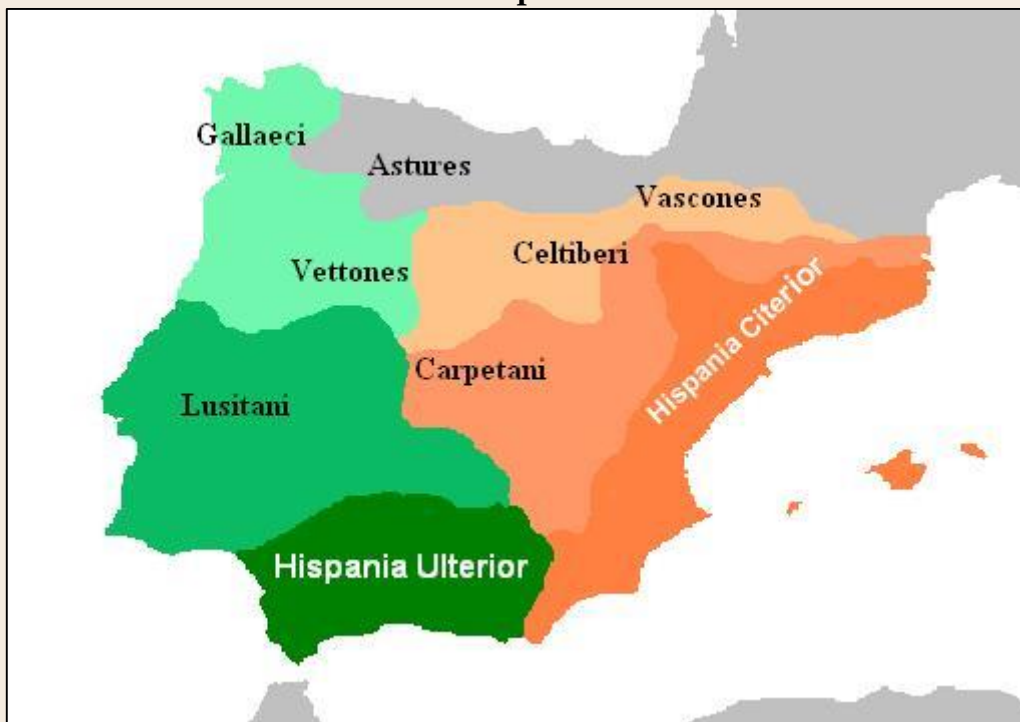 Gallaeci
Astures
Vascones
Celtiberi
Vettones
Hispania Citerior
Carpetani
Lusitani
Hispania Ulterior